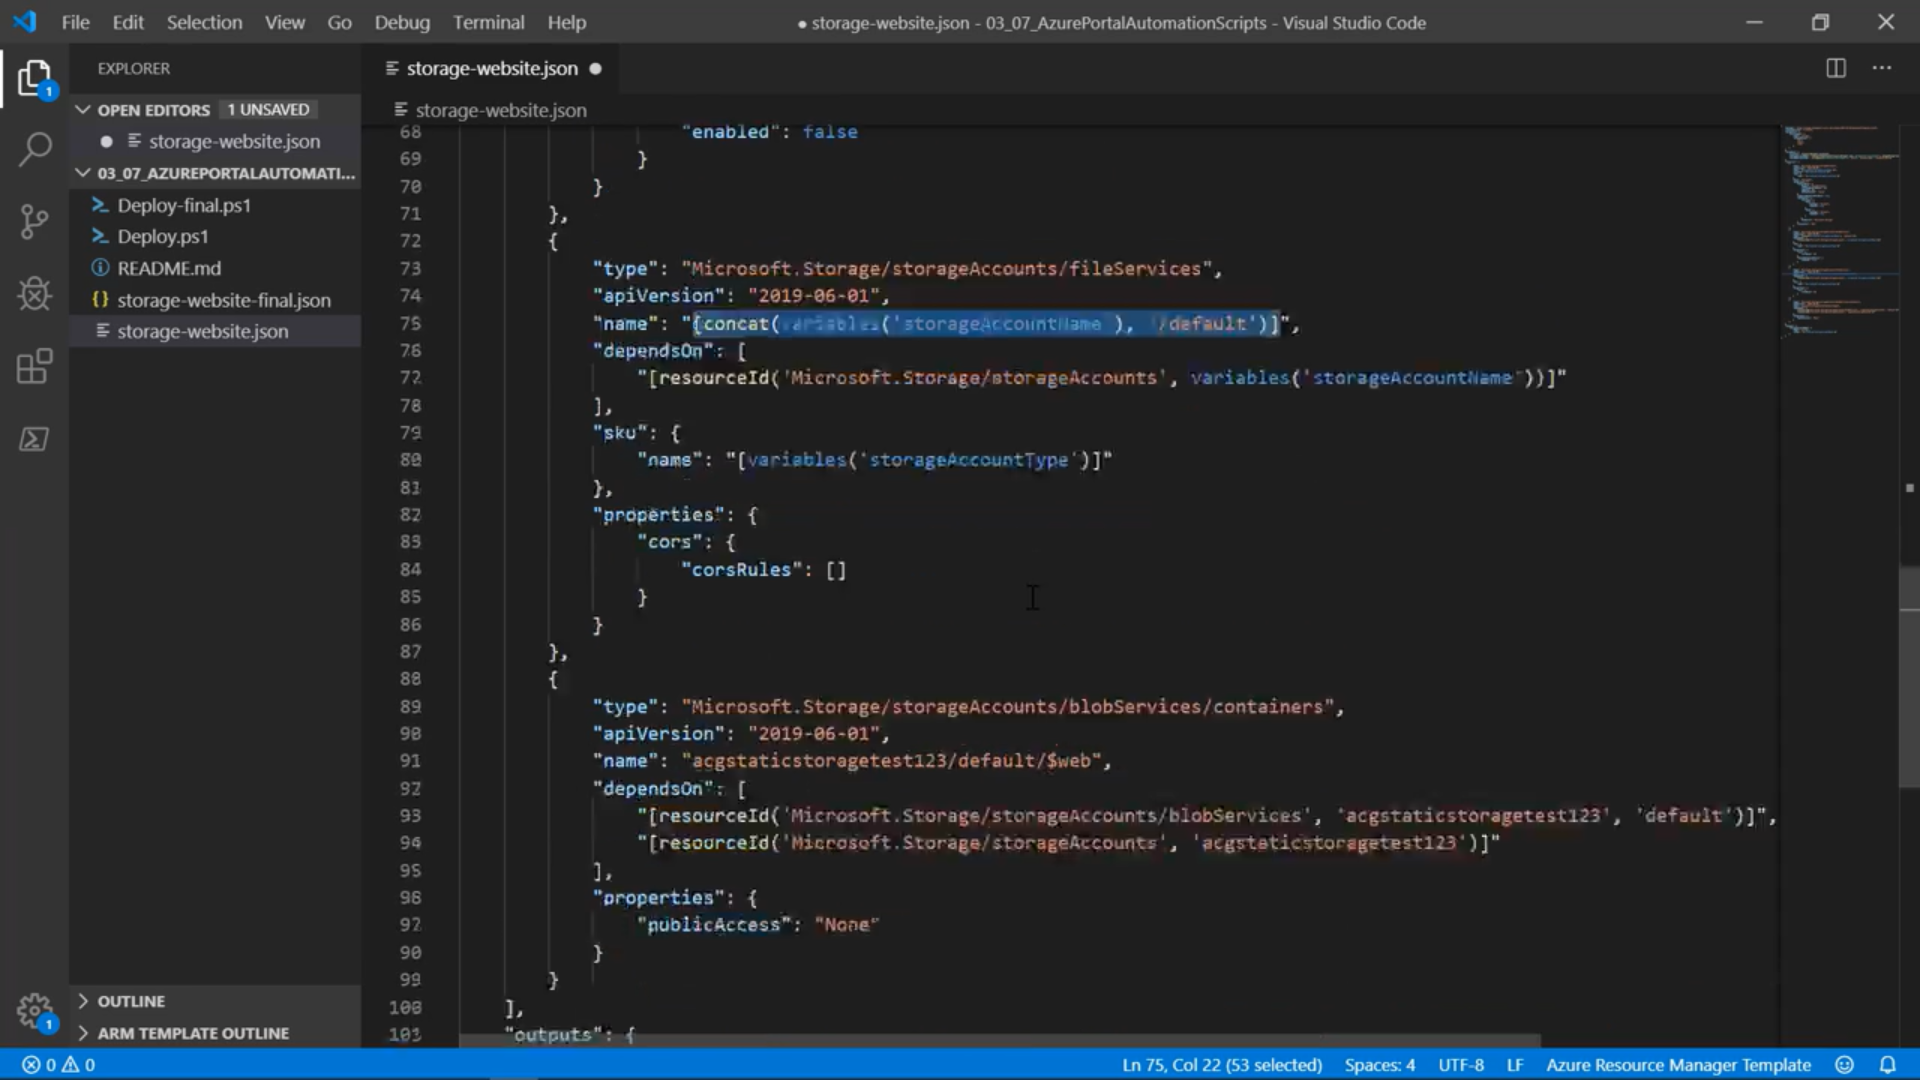 File Edit Selection View Go Debug Terminal Help
● storage-website.json - 03_07_AzurePortalAutomationScripts - Visual Studio Code
EXPLORER
OPEN EDITORS 1 UNSAVED
storage-website.json
03_07_AZUREPORTALAUTOMATI...
Deploy-final.ps1
Deploy.ps1
README.md
storage-website-final.json
storage-website.json
OUTLINE
ARM TEMPLATE OUTLINE
storage-website.json
storage-website.json
68 "enabled": false
69 }
70 }
71 },
72 {
73 "type": "Microsoft.Storage/storageAccounts/fileServices",
74 "apiVersion": "2019-06-01",
75 "name": "[concat(variables('storageAccountName'), '/default')]",
76 "dependsOn": [
77 "[resourceId('Microsoft.Storage/storageAccounts', variables('storageAccountName'))]"
78 ],
79 "sku": {
80 "name": "[variables('storageAccountType')]"
81 },
82 "properties": {
83 "cors": {
84 "corsRules": []
85 }
86 }
87 },
88 {
89 "type": "Microsoft.Storage/storageAccounts/blobServices/containers",
90 "apiVersion": "2019-06-01",
91 "name": "acgstaticstoragetest123/default/$web",
92 "dependsOn": [
93 "[resourceId('Microsoft.Storage/storageAccounts/blobServices', 'acgstaticstoragetest123', 'default')]",
94 "[resourceId('Microsoft.Storage/storageAccounts', 'acgstaticstoragetest123')]"
95 ],
96 "properties": {
97 "publicAccess": "None"
98 }
99 }
100 ],
101 "outputs": {
0 0
Ln 75, Col 22 (53 selected) Spaces: 4 UTF-8 LF Azure Resource Manager Template